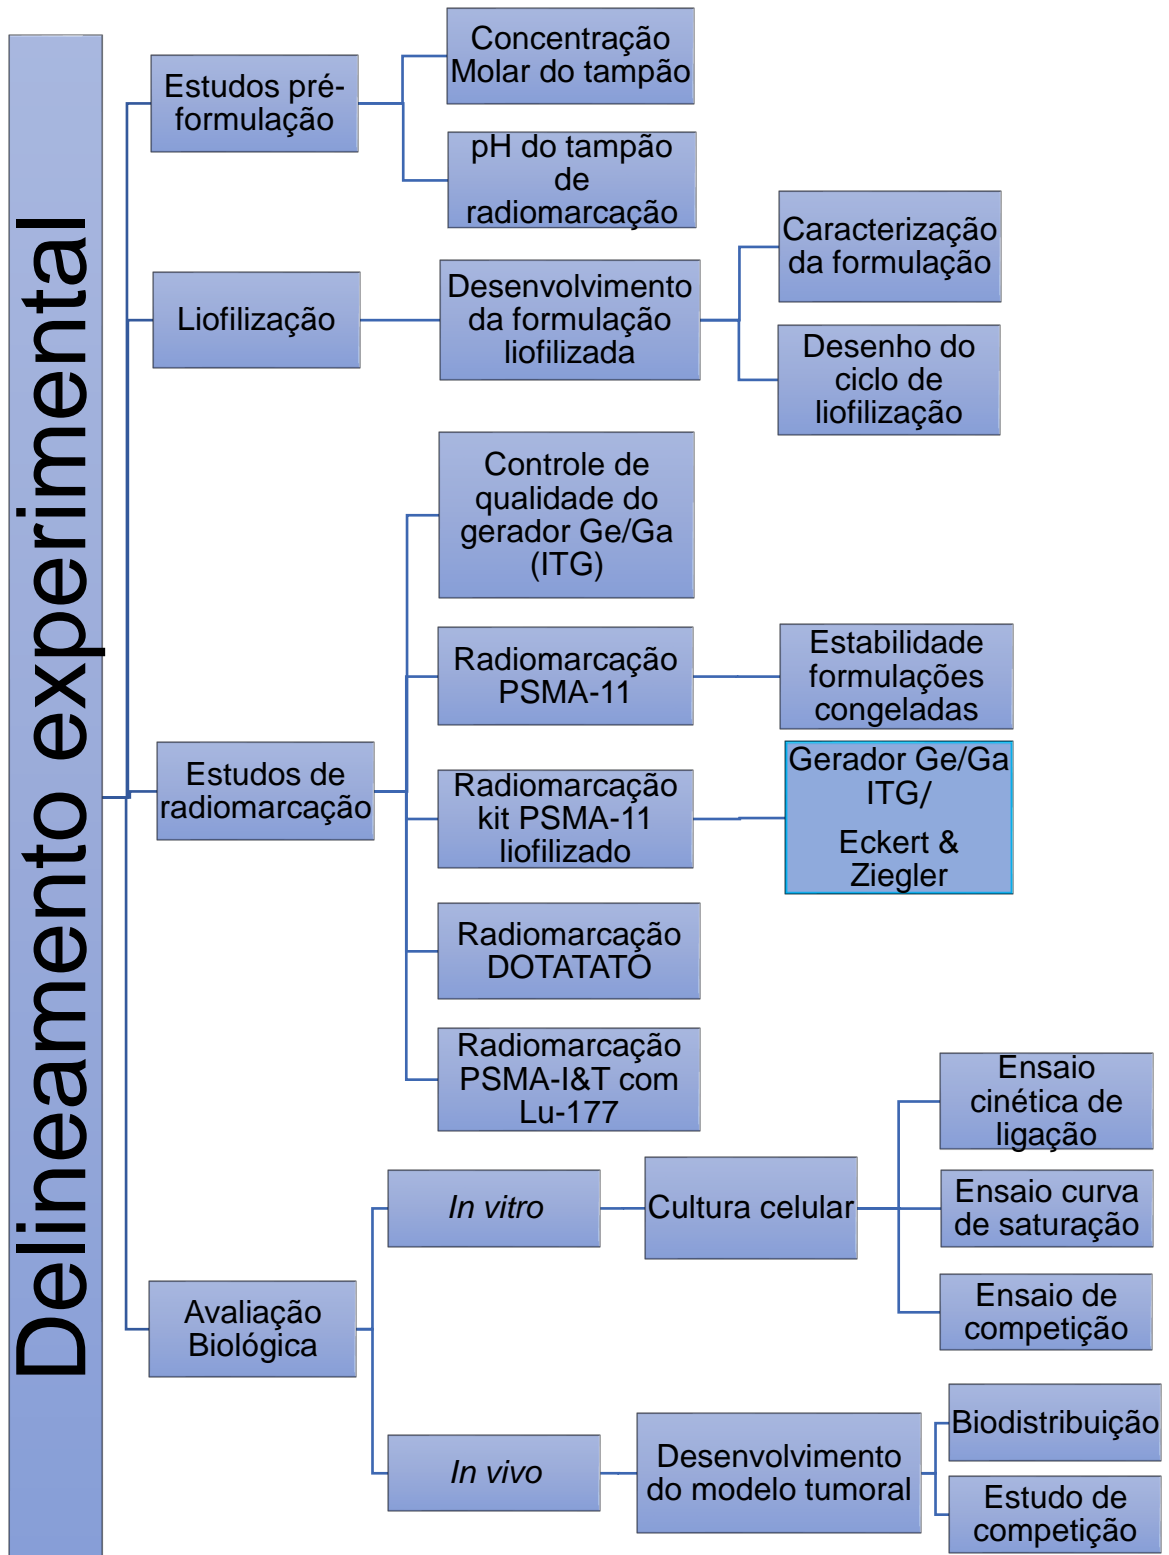 Delineamento experimental
Estudos pré-
formulação
Concentração
Molar do tampão
pH do tampão
de
radiomarcação
Liofilização
Desenvolvimento
da formulação
liofilizada
Caracterização
da formulação
Desenho do
ciclo de
liofilização
Estudos de
radiomarcação
Controle de
qualidade do
gerador Ge/Ga
(ITG)
Radiomarcação
PSMA-11
Estabilidade
formulações
congeladas
Radiomarcação
kit PSMA-11
liofilizado
Gerador Ge/Ga
ITG/
Eckert &
Ziegler
Radiomarcação
DOTATATO
Radiomarcação
PSMA-I&T com
Lu-177
Avaliação
Biológica
In vitro
Cultura celular
Ensaio
cinética de
ligação
Ensaio curva
de saturação
Ensaio de
competição
In vivo
Desenvolvimento
do modelo tumoral
Biodistribuição
Estudo de
competição